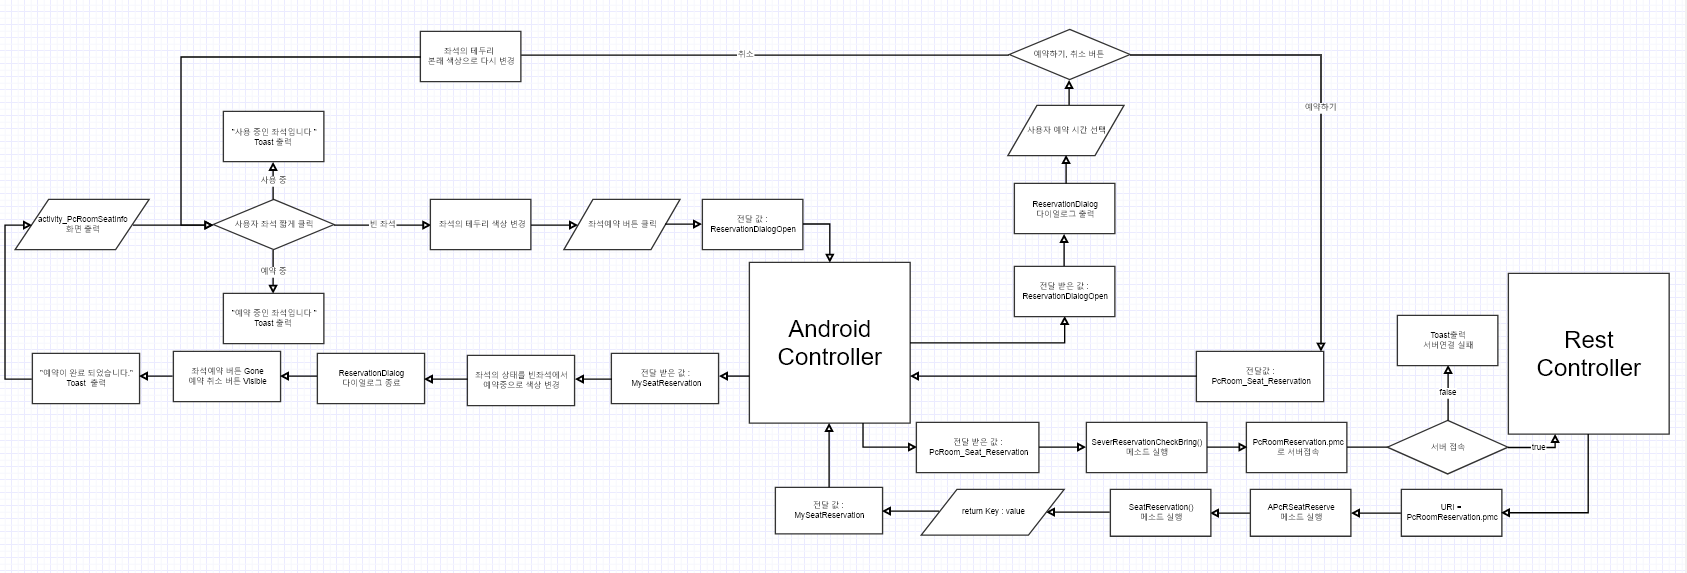 좌석의 테두리
본래 색상으로 다시 변경
취소
예약하기, 취소 버튼
예약하기
사용자 예약 시간 선택
"사용 중인 좌석입니다 "
Toast 출력
사용 중
activity_PcRoomSeatInfo
화면 출력
사용자 좌석 짧게 클릭
빈 좌석
좌석의 테두리 색상 변경
좌석예약 버튼 클릭
전달 값 :
ReservationDialogOpen
ReservationDialog
다이얼로그 출력
예약 중
"예약 중인 좌석입니다 "
Toast 출력
Android
Controller
전달 받은 값 :
ReservationDialogOpen
Toast출력
서버연결 실패
Rest
Controller
"예약이 완료 되었습니다."
Toast 출력
좌석예약 버튼 Gone
예약 취소 버튼 Visible
ReservationDialog
다이얼로그 종료
좌석의 상태를 빈좌석에서
예약중으로 색상 변경
전달 받은 값 :
MySeatReservation
전달값 :
PcRoom_Seat_Reservation
false
전달 받은 값 :
PcRoom_Seat_Reservation
SeverReservationCheckBring()
메소드 실행
PcRoomReservation.pmc
로 서버접속
서버 접속
true
전달 값 :
MySeatReservation
return Key : value
SeatReservation()
메소드 실행
APcRSeatReserve
메소드 실행
URI =
PcRoomReservation.pmc